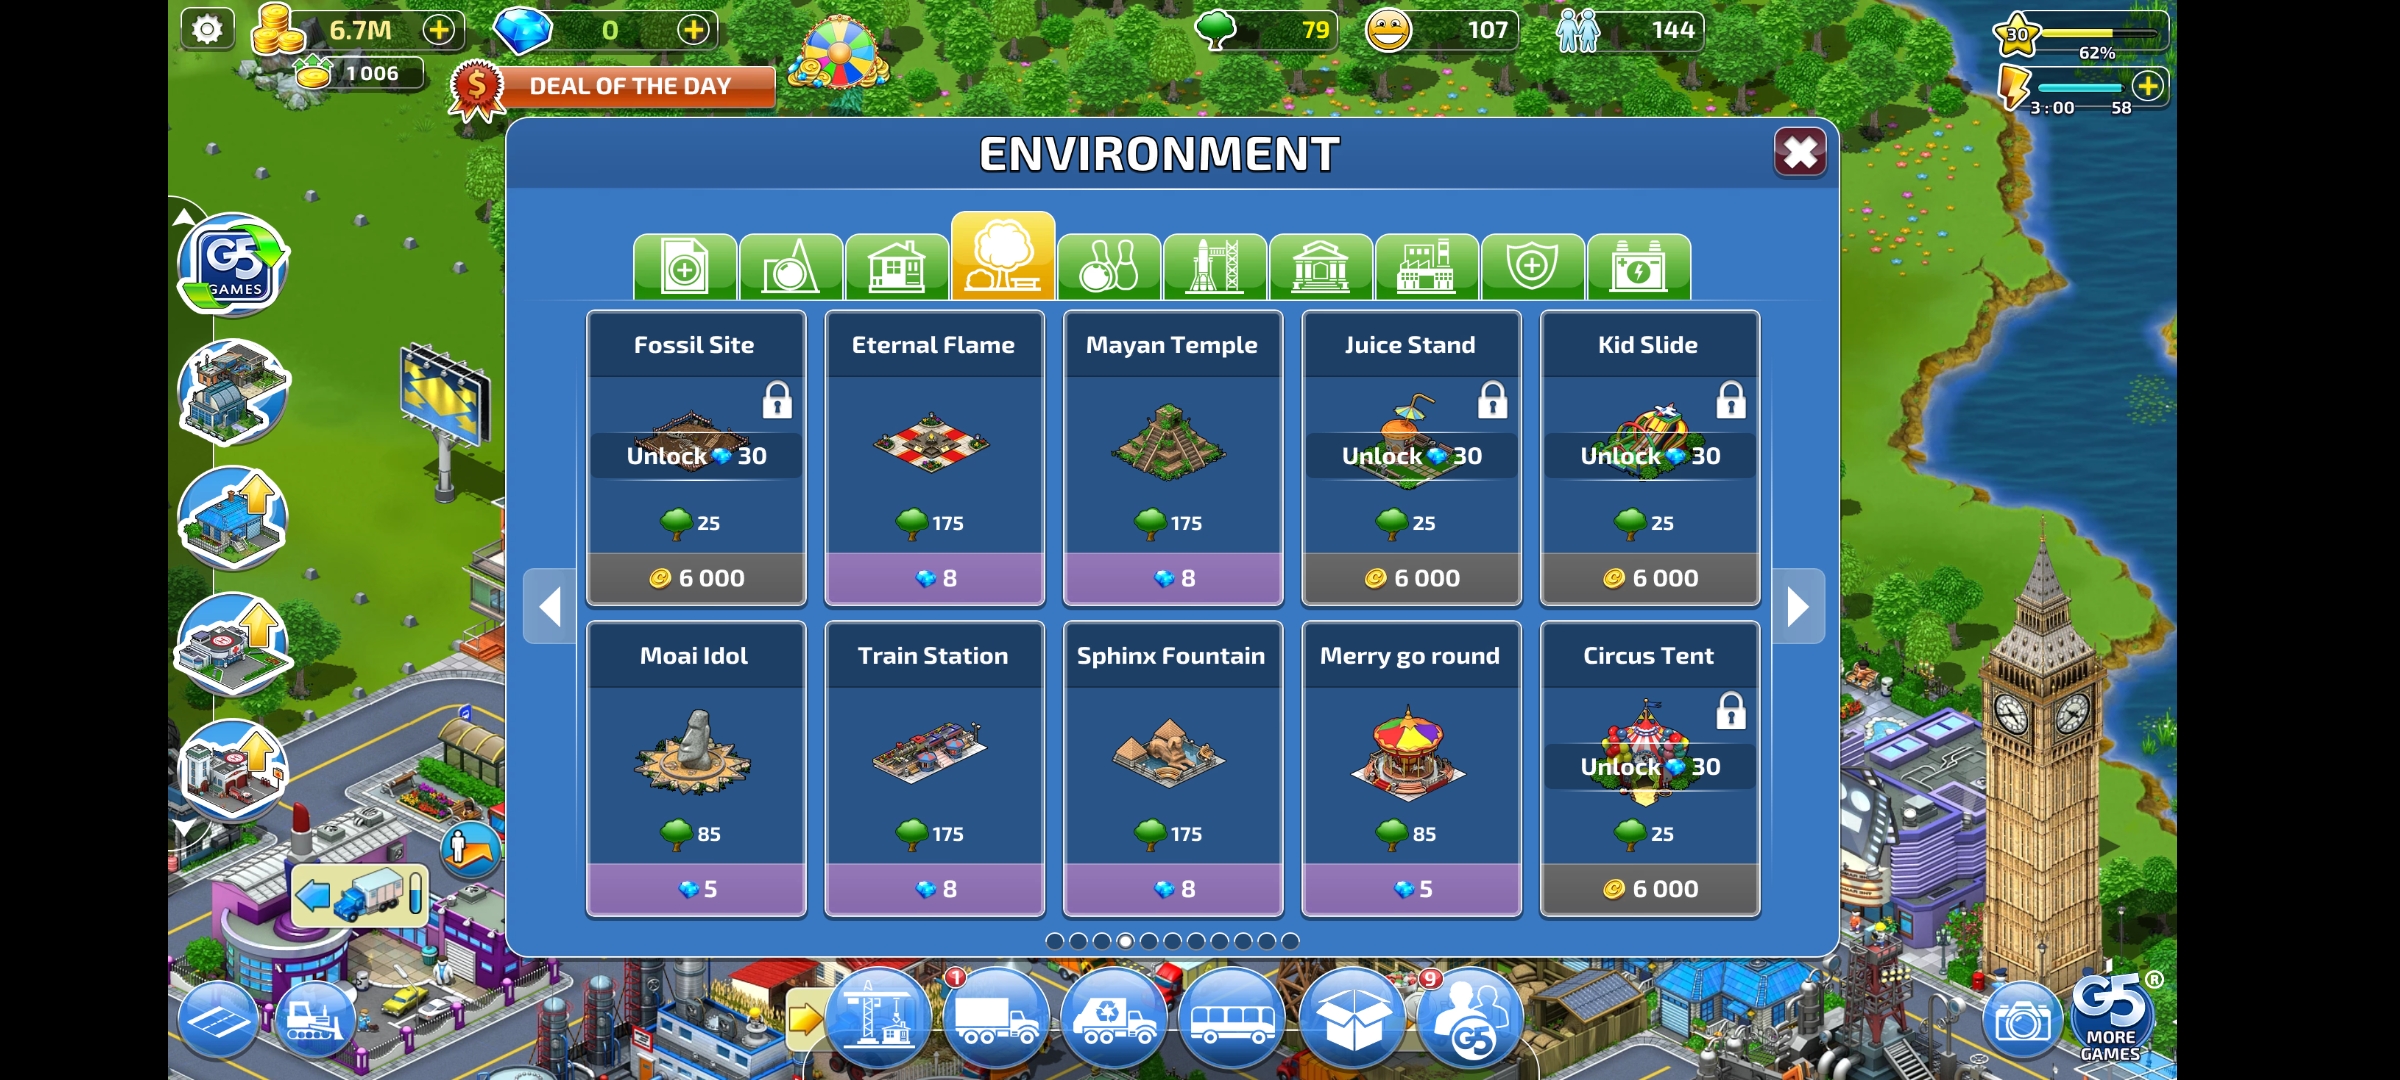 6.7M
0
79
107
144
30
62%
1 006
DEAL OF THE DAY
3:00
58
ENVIRONMENT
G5
GAMES
Fossil Site
Eternal Flame
Mayan Temple
Juice Stand
Kid Slide
Unlock 30
Unlock 30
Unlock 30
25
175
175
25
25
6 000
8
8
6 000
6 000
Moai Idol
Train Station
Sphinx Fountain
Merry go round
Circus Tent
Unlock 30
85
175
175
85
25
5
8
8
5
6 000
1
9
G5
G5®
MORE
GAMES